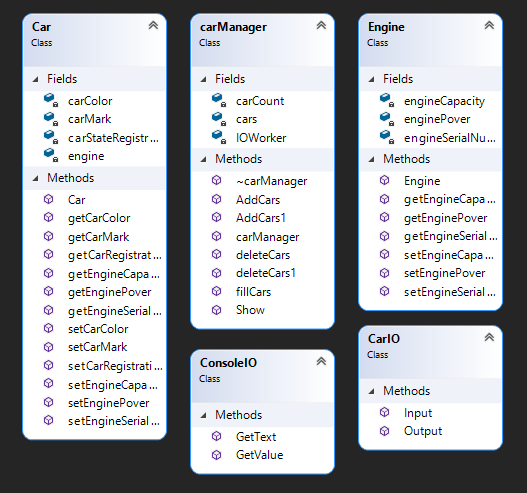 Car
Class
Fields
carColor
carMark
carStateRegistr...
engine
Methods
Car
getCarColor
getCarMark
getCarRegistrat...
getEngineCapa...
getEnginePover
getEngineSerial...
setCarColor
setCarMark
setCarRegistrati...
setEngineCapa...
setEnginePover
setEngineSerial...
carManager
Class
Fields
carCount
cars
IOWorker
Methods
~carManager
AddCars
AddCars1
carManager
deleteCars
deleteCars1
fillCars
Show
Engine
Class
Fields
engineCapacity
enginePover
engineSerialNu...
Methods
Engine
getEngineCapa...
getEnginePover
getEngineSerial...
setEngineCapa...
setEnginePover
setEngineSerial...
ConsoleIO
Class
Methods
GetText
GetValue
CarIO
Class
Methods
Input
Output